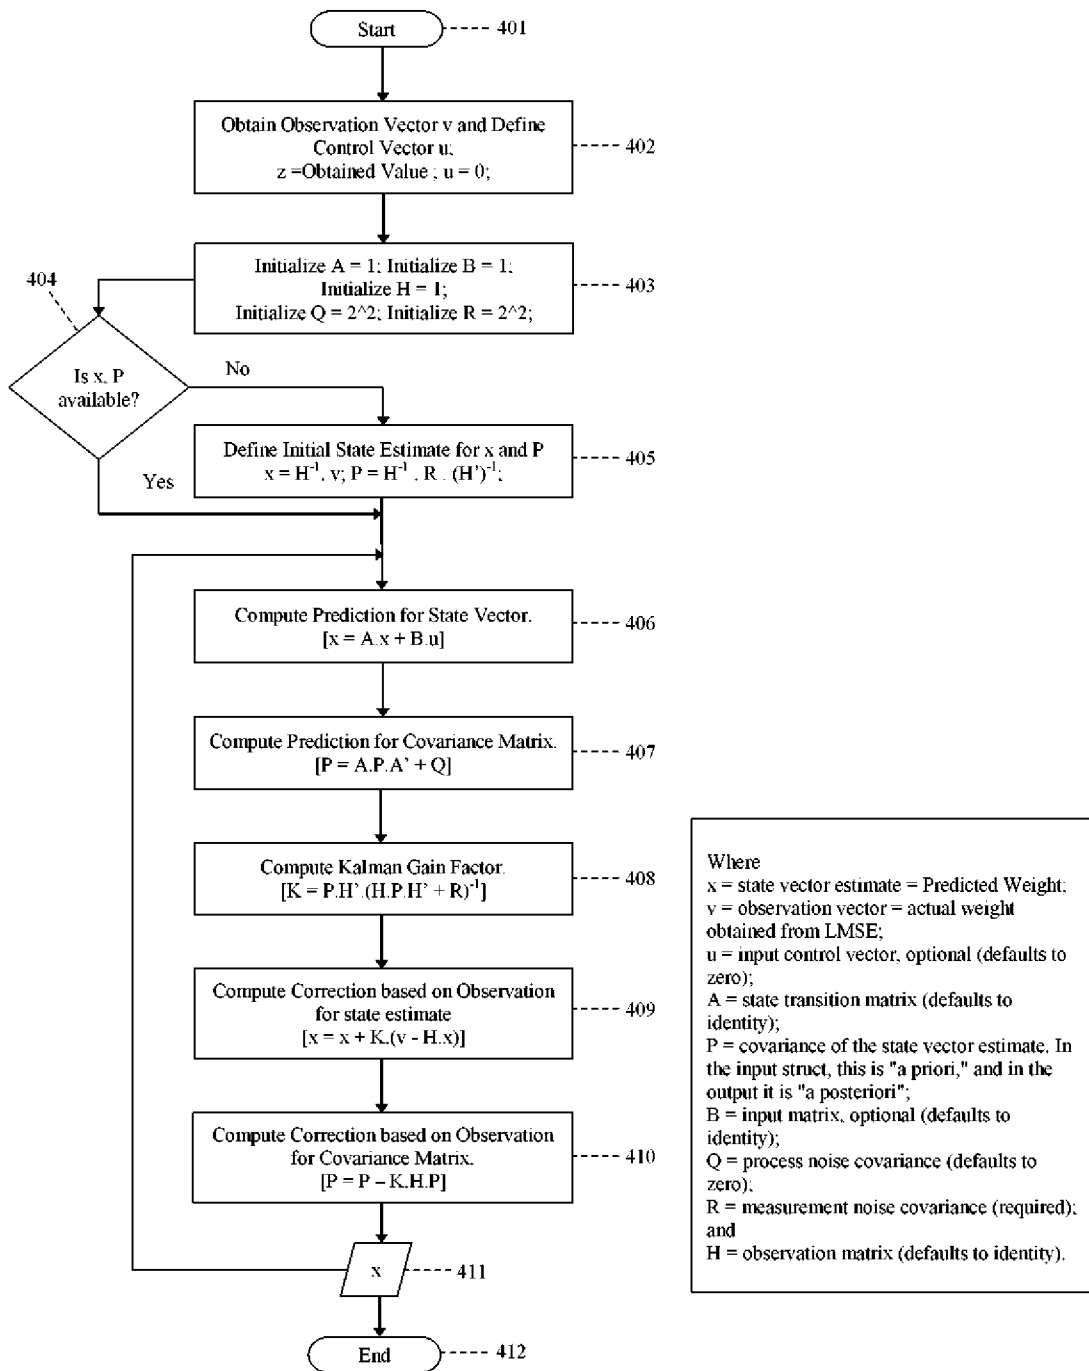 Start
401
Obtain Observation Vector v and Define
Control Vector u;
z =Obtained Value ; u = 0;
402
Initialize A = 1; Initialize B = 1;
Initialize H = 1;
Initialize Q = 2^2; Initialize R = 2^2;
403
404
Is x, P
available?
No
Yes
Define Initial State Estimate for x and P
x = H⁻¹. v; P = H⁻¹ . R . (H’)⁻¹;
405
Compute Prediction for State Vector.
[x = A.x + B.u]
406
Compute Prediction for Covariance Matrix.
[P = A.P.A’ + Q]
407
Compute Kalman Gain Factor.
[K = P.H’.(H.P.H’ + R)⁻¹]
408
Compute Correction based on Observation
for state estimate
[x = x + K.(v - H.x)]
409
Compute Correction based on Observation
for Covariance Matrix.
[P = P – K.H.P]
410
x
411
End
412
Where
x = state vector estimate = Predicted Weight;
v = observation vector = actual weight
obtained from LMSE;
u = input control vector, optional (defaults to
zero);
A = state transition matrix (defaults to
identity);
P = covariance of the state vector estimate. In
the input struct, this is "a priori," and in the
output it is "a posteriori";
B = input matrix, optional (defaults to
identity);
Q = process noise covariance (defaults to
zero);
R = measurement noise covariance (required);
and
H = observation matrix (defaults to identity).